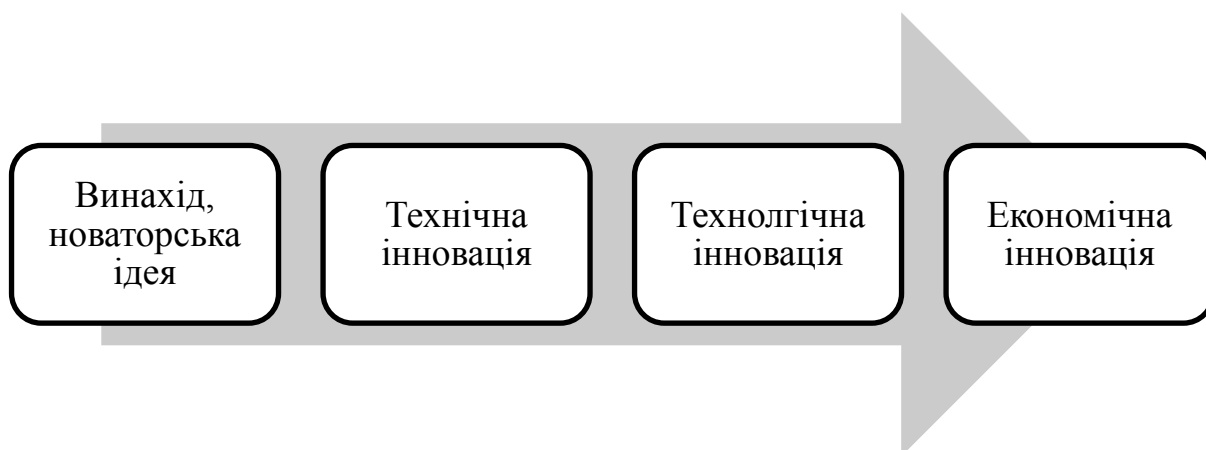 Винахід,
новаторська
ідея
Технічна
інновація
Технолгічна
інновація
Економічна
інновація